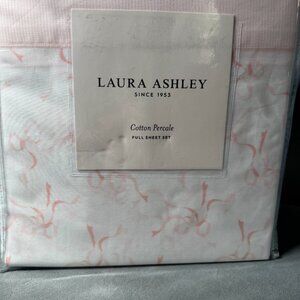 LAURA ASHLEY
SINCE 1953
Cotton Percale
FULL SHEET SET